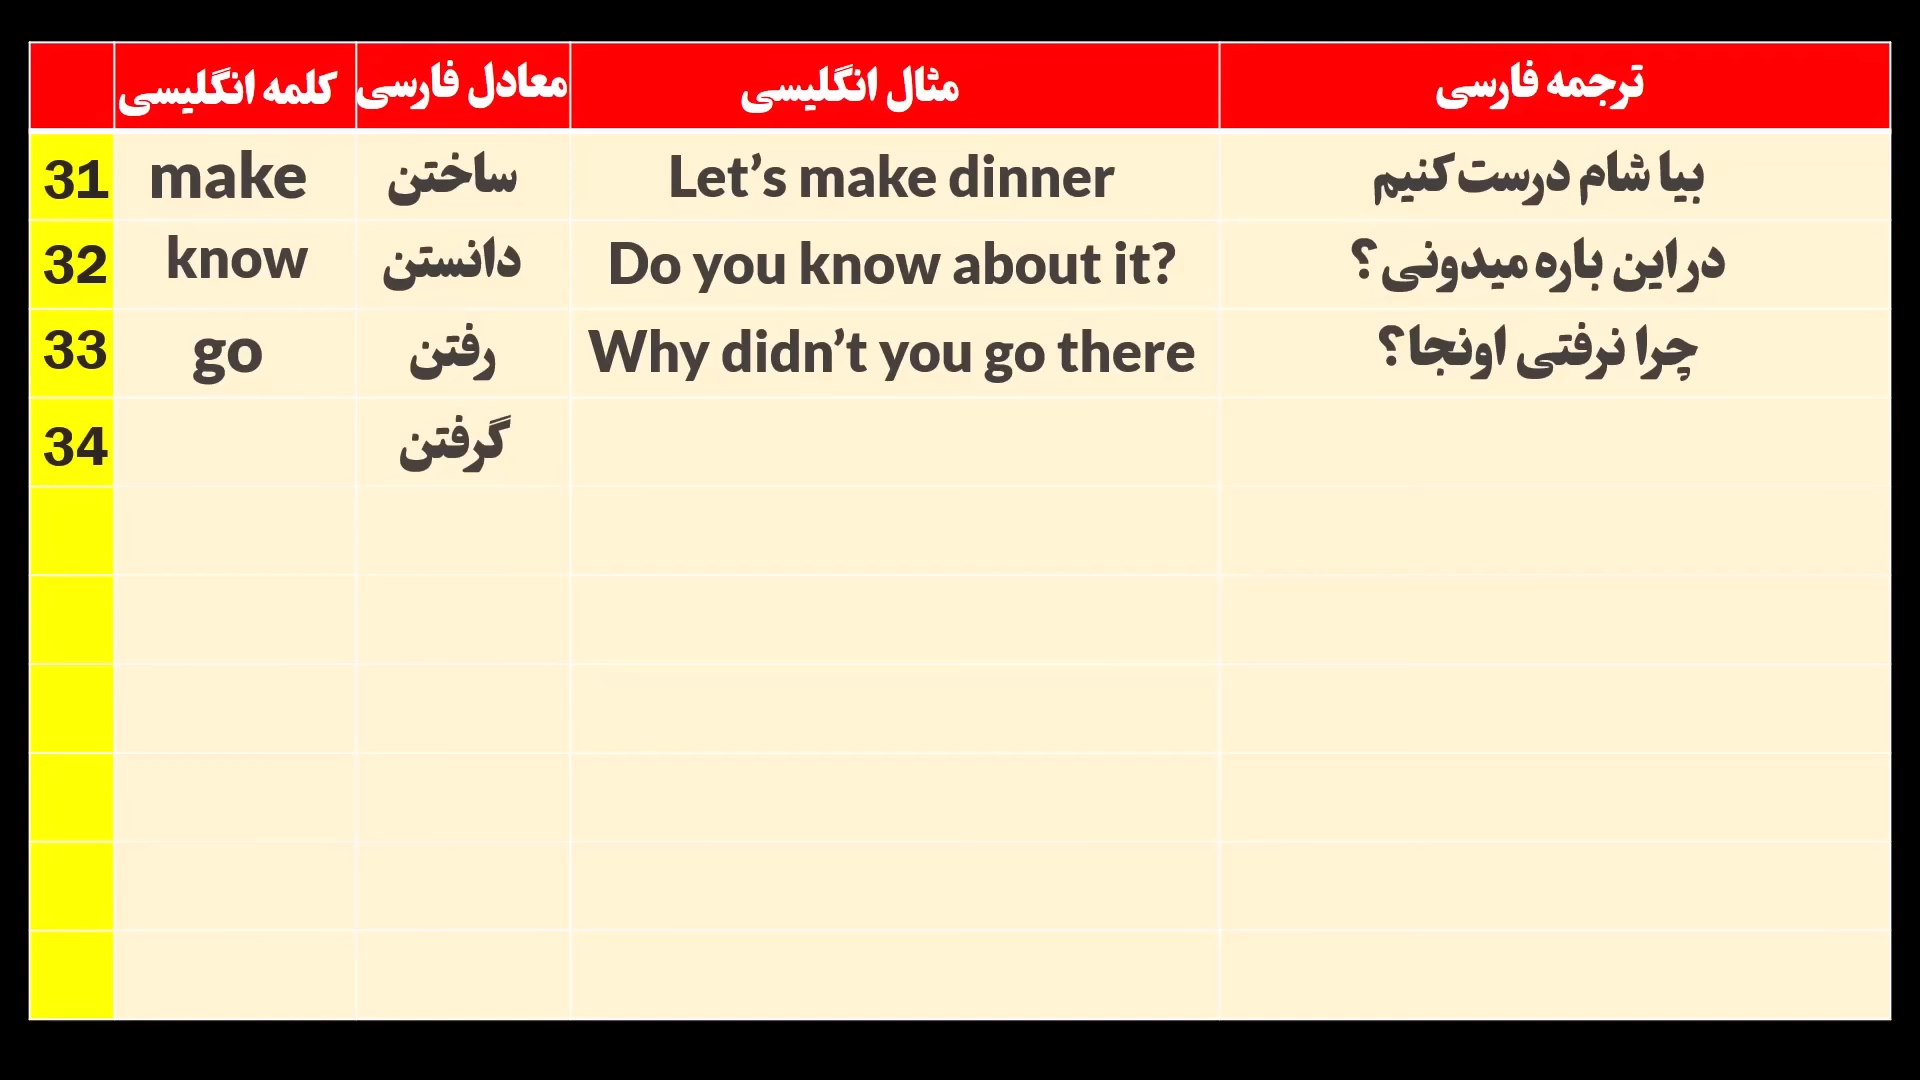 کلمه انگلیسی معادل فارسی مثال انگلیسی ترجمه فارسی
31 make ساختن Let’s make dinner بیا شام درست کنیم
32 know دانستن Do you know about it? در این باره میدونی ؟
33 go رفتن Why didn’t you go there چرا نرفتی اونجا ؟
34 گرفتن